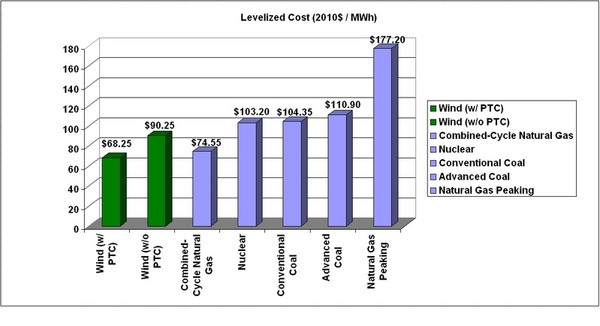 Levelized Cost (2010$ / MWh)
180
160
140
120
100
80
60
40
20
0
$68.25
$90.25
$74.55
$103.20
$104.35
$110.90
$177.20
Wind (w/
PTC)
Wind (w/o
PTC)
Combined-
Cycle Natural
Gas
Nuclear
Conventional
Coal
Advanced
Coal
Natural Gas
Peaking
Wind (w/ PTC)
Wind (w/o PTC)
Combined-Cycle Natural Gas
Nuclear
Conventional Coal
Advanced Coal
Natural Gas Peaking